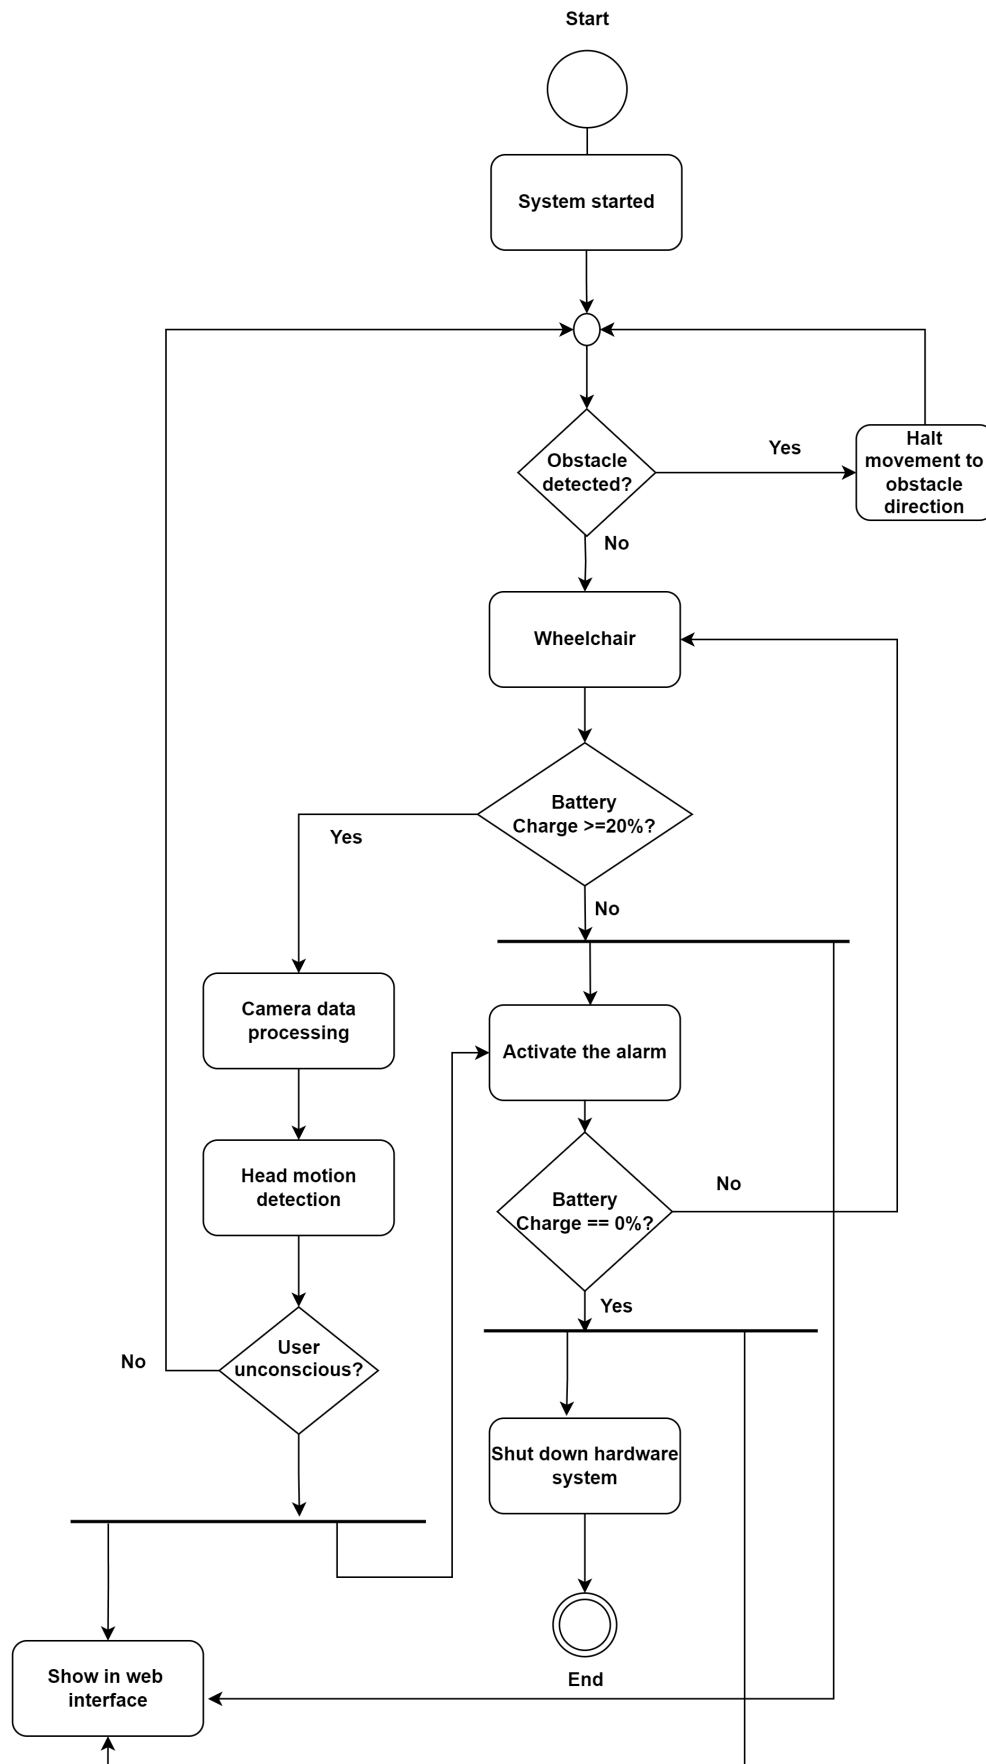 Start
System started
Obstacle
detected?
Yes
Halt
movement to
obstacle
direction
No
Wheelchair
Battery
Charge >=20%?
Yes
No
Camera data
processing
Activate the alarm
Head motion
detection
Battery
Charge == 0%?
No
Yes
User
unconscious?
No
Shut down hardware
system
Show in web
interface
End